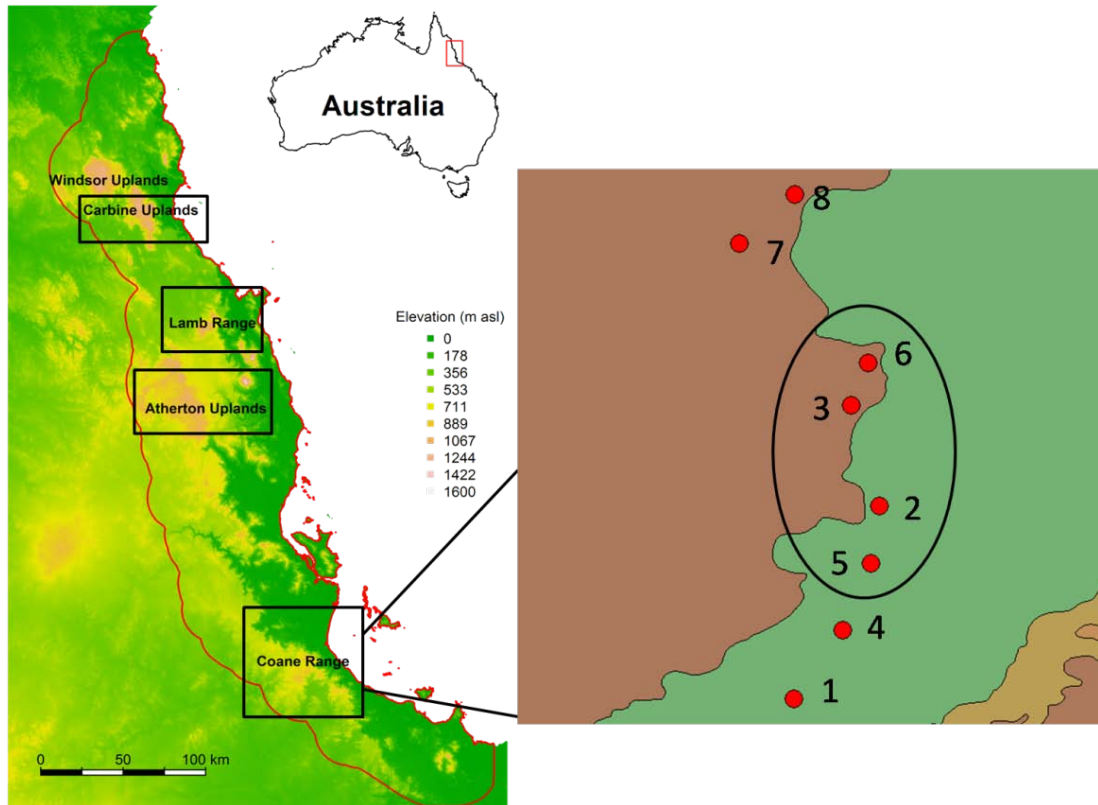 Australia
Windsor Uplands
Carbine Uplands
Lamb Range
Atherton Uplands
Coane Range
Elevation (m asl)
0
178
356
533
711
889
1067
1244
1422
1600
0 50 100 km
8
7
6
3
2
5
4
1